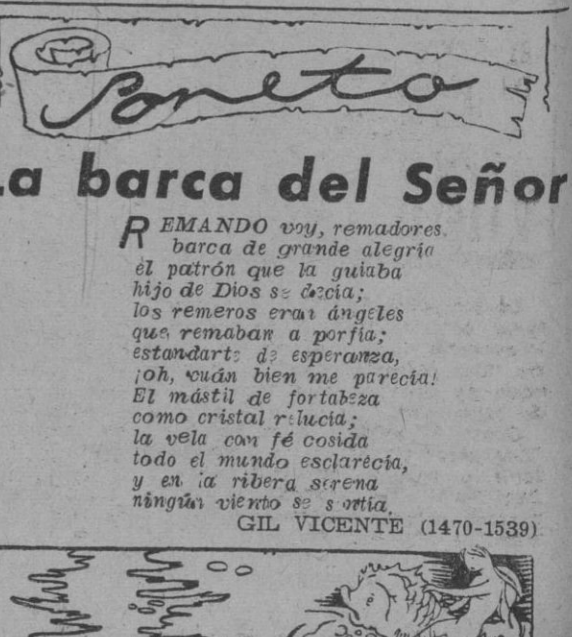 Soneto
La barca del Señor
REMANDO voy, remadores,
barca de grande alegría
el patrón que la guiaba
hijo de Dios se decía;
los remeros eran ángeles
que remaban a porfía;
estandarte de esperanza,
¡oh, cuán bien me parecía!
El mástil de fortaleza
como cristal relucía;
la vela con fé cosida
todo el mundo esclarecía,
y en la ribera serena
ningún viento se sentía.
GIL VICENTE (1470-1539)